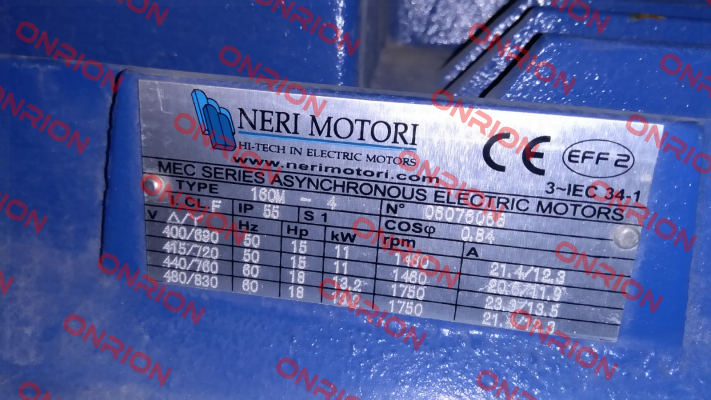 NERI MOTORI
HI-TECH IN ELECTRIC MOTORS
www.nerimotori.com
CE
EFF 2
3~IEC 34-1
MEC SERIES ASYNCHRONOUS ELECTRIC MOTORS
TYPE 160M - 4 N°
I.CL. F IP 55 S 1 COSφ 0.84
V Δ/Y Hz Hp kW rpm A
400/690 50 15 11 1460 21.4/12.3
415/720 50 15 11 1460
440/760 60 18 13.2 1750
480/830 60 18 1750
ONRION